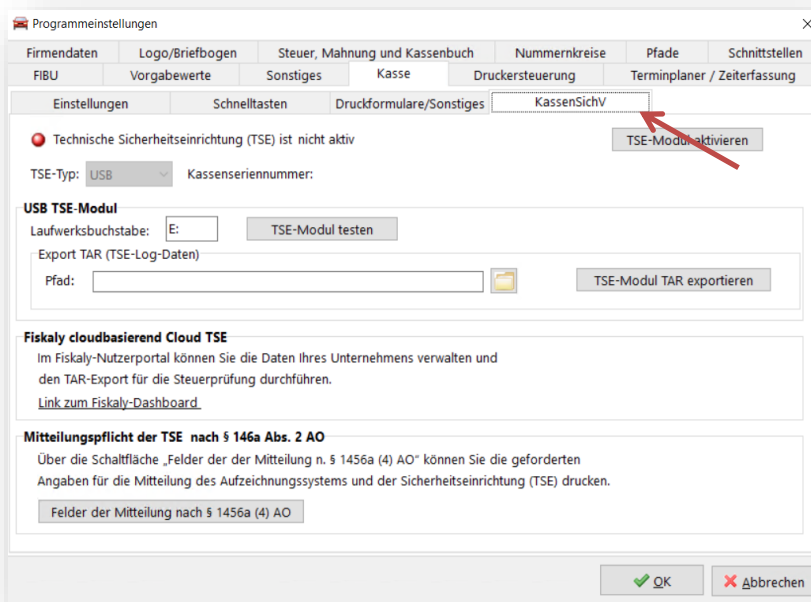 Programmeinstellungen
Firmendaten Logo/Briefbogen Steuer, Mahnung und Kassenbuch Nummernkreise Pfade Schnittstellen
FIBU Vorgabewerte Sonstiges Kasse Druckersteuerung Terminplaner / Zeiterfassung
Einstellungen Schnelltasten Druckformulare/Sonstiges KassenSichV
Technische Sicherheitseinrichtung (TSE) ist nicht aktiv TSE-Modul aktivieren
TSE-Typ: USB Kassenseriennummer:
USB TSE-Modul
Laufwerksbuchstabe: E: TSE-Modul testen
Export TAR (TSE-Log-Daten)
Pfad: TSE-Modul TAR exportieren
Fiskaly cloudbasierend Cloud TSE
Im Fiskaly-Nutzerportal können Sie die Daten Ihres Unternehmens verwalten und
den TAR-Export für die Steuerprüfung durchführen.
Link zum Fiskaly-Dashboard
Mitteilungspflicht der TSE nach § 146a Abs. 2 AO
Über die Schaltfläche „Felder der der Mitteilung n. § 1456a (4) AO" können Sie die geforderten
Angaben für die Mitteilung des Aufzeichnungssystems und der Sicherheitseinrichtung (TSE) drucken.
Felder der Mitteilung nach § 1456a (4) AO
OK Abbrechen